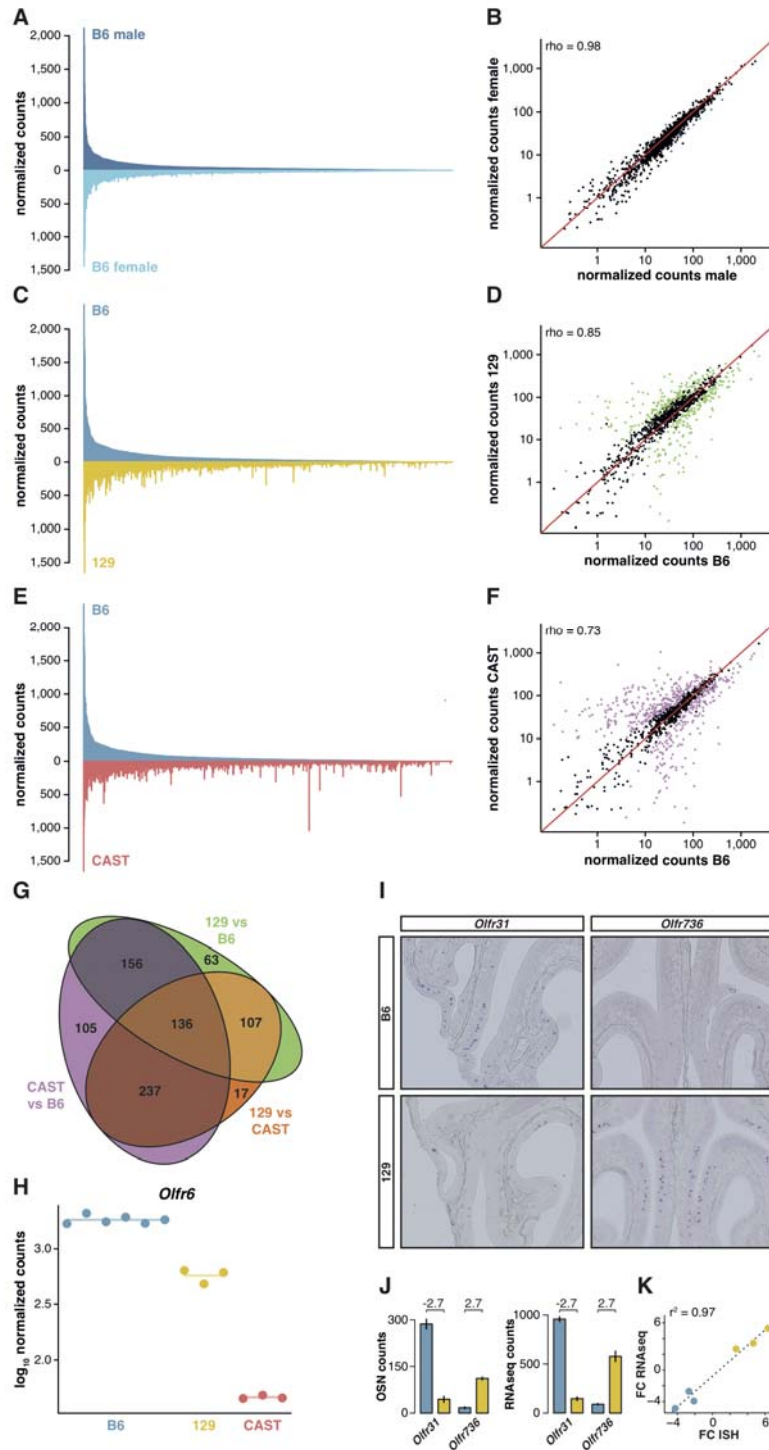 A
B6 male
2,000
1,500
1,000
500
0
500
1,000
1,500
normalized counts
B6 female
B
rho = 0.98
1,000
100
10
1
normalized counts female
1
10
100
1,000
normalized counts male
C
B6
2,000
1,500
1,000
500
0
500
1,000
1,500
normalized counts
129
D
rho = 0.85
1,000
100
10
1
normalized counts 129
1
10
100
1,000
normalized counts B6
E
B6
2,000
1,500
1,000
500
0
500
1,000
1,500
normalized counts
CAST
F
rho = 0.73
1,000
100
10
1
normalized counts CAST
1
10
100
1,000
normalized counts B6
G
129 vs
B6
156
63
105
136
107
237
17
CAST
vs B6
129 vs
CAST
H
Olfr6
log10 normalized counts
3.0
2.5
2.0
B6
129
CAST
I
Olfr31
Olfr736
B6
129
J
-2.7
2.7
300
150
0
OSN counts
Olfr31
Olfr736
-2.7
2.7
1,000
500
0
RNAseq counts
Olfr31
Olfr736
K
r² = 0.97
6
0
−4
FC RNAseq
−4
0
6
FC ISH